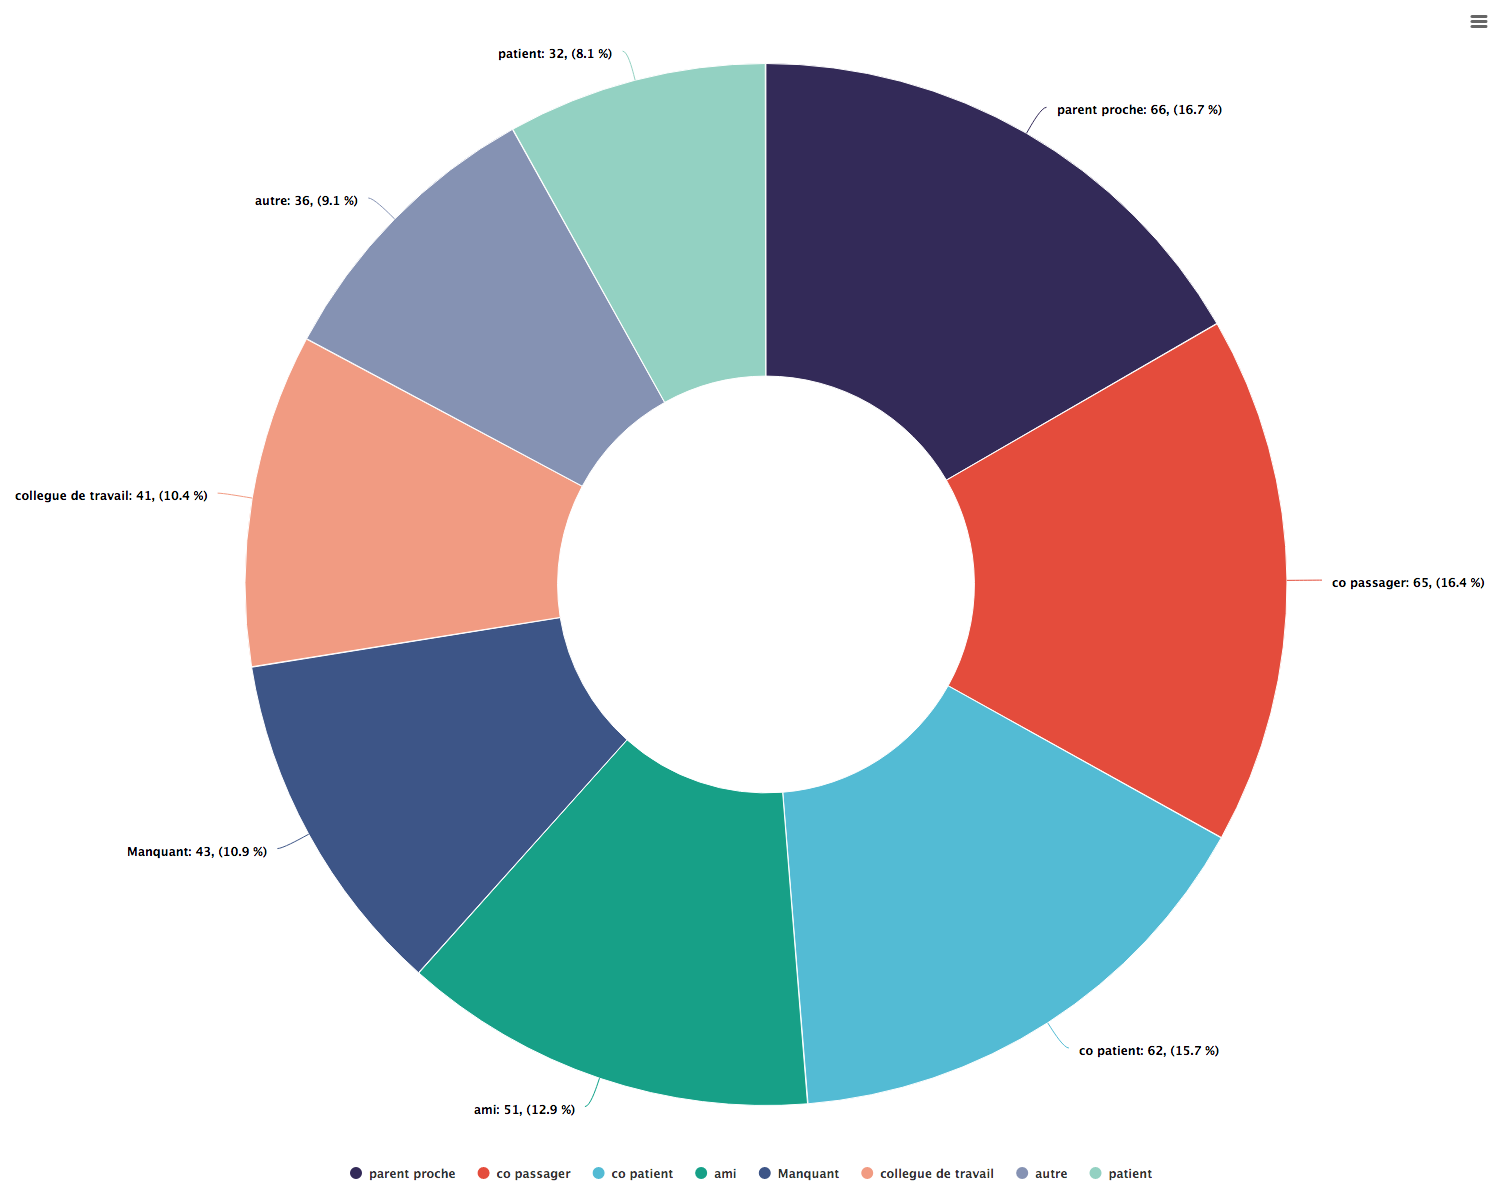 patient: 32, (8.1 %)
parent proche: 66, (16.7 %)
autre: 36, (9.1 %)
collegue de travail: 41, (10.4 %)
co passager: 65, (16.4 %)
Manquant: 43, (10.9 %)
co patient: 62, (15.7 %)
ami: 51, (12.9 %)
parent proche co passager co patient ami Manquant collegue de travail autre patient